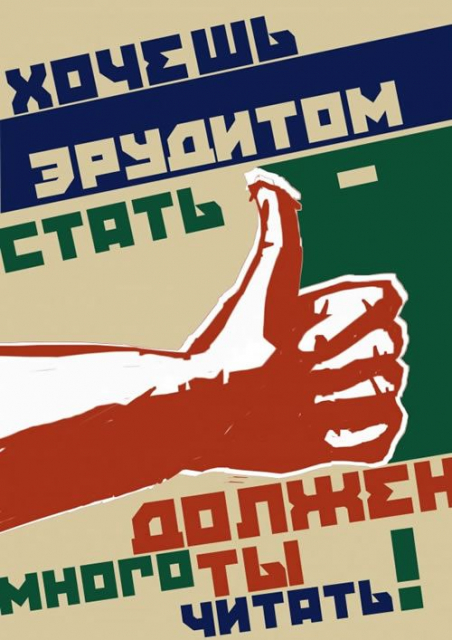 ХОЧЕШЬ
ЭРУДИТОМ
СТАТЬ -
ДОЛЖЕН
МНОГО ТЫ
ЧИТАТЬ!